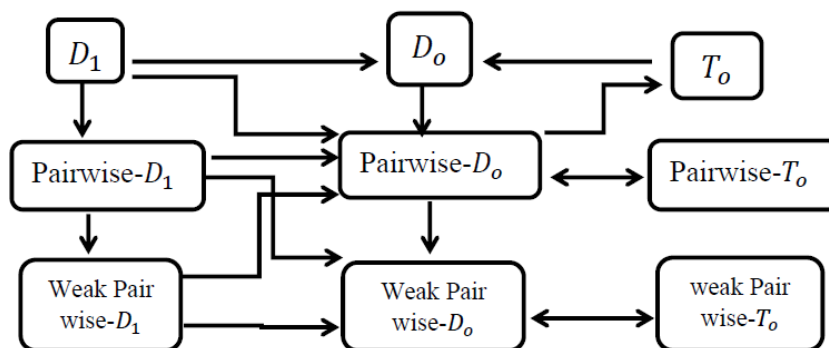 D₁
Dₒ
Tₒ
Pairwise-D₁
Pairwise-Dₒ
Pairwise-Tₒ
Weak Pair
wise-D₁
Weak Pair
wise-Dₒ
weak Pair
wise-Tₒ